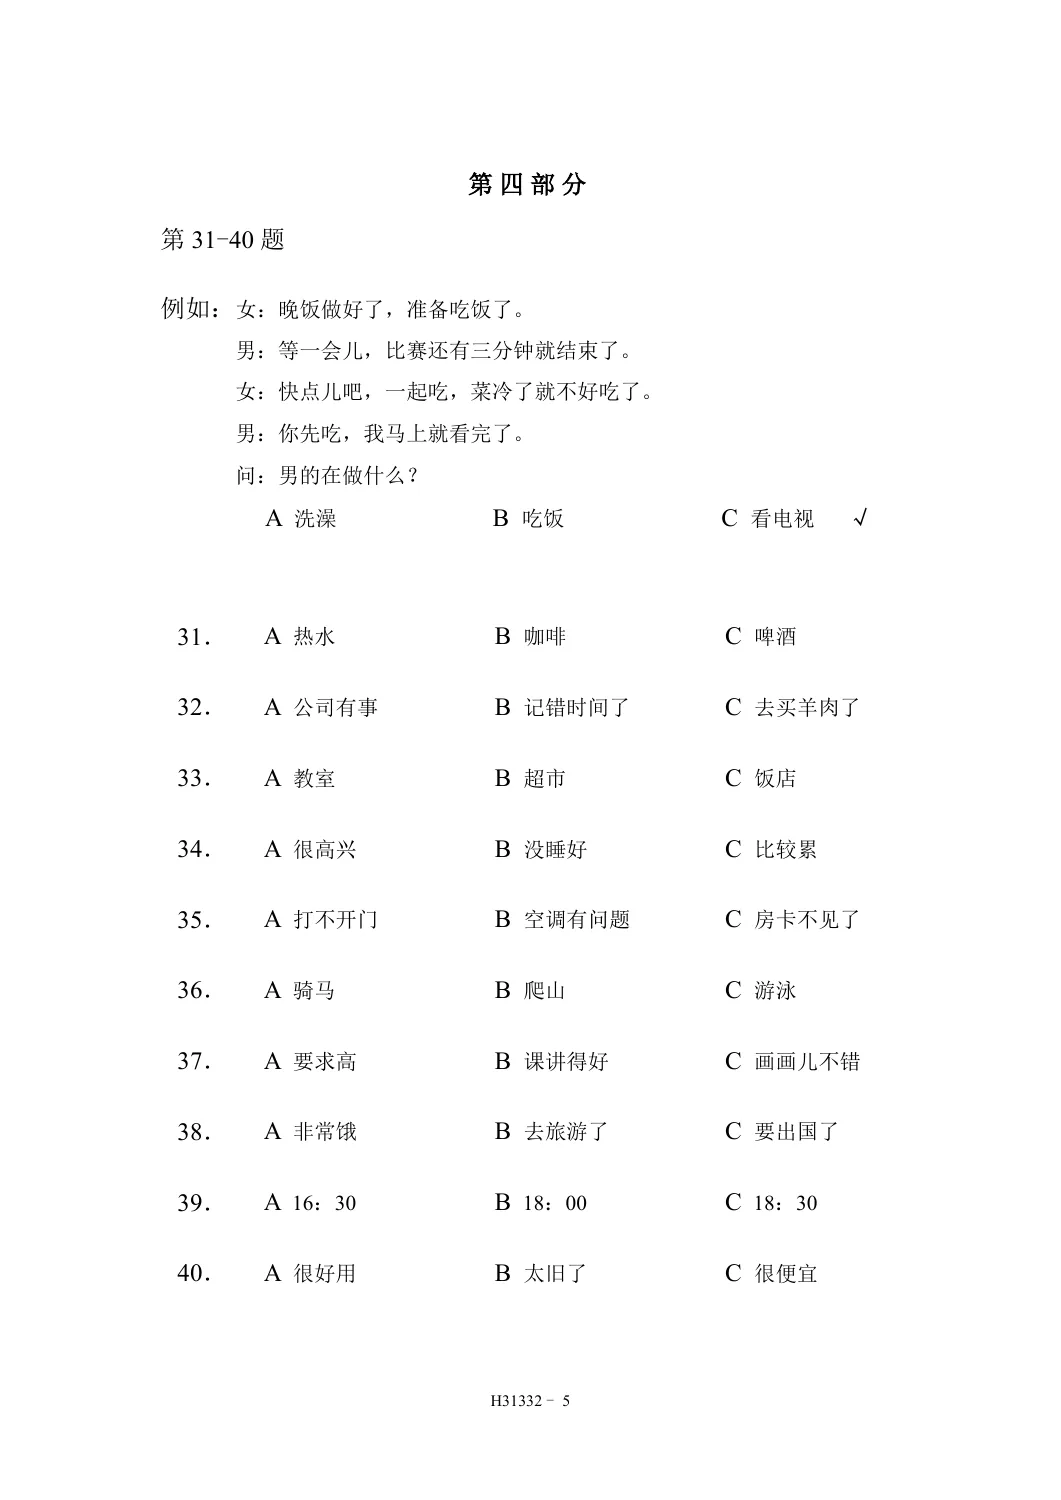 第四部分
第 31-40 题
例如：女：晚饭做好了，准备吃饭了。
男：等一会儿，比赛还有三分钟就结束了。
女：快点儿吧，一起吃，菜冷了就不好吃了。
男：你先吃，我马上就看完了。
问：男的在做什么？
A 洗澡 B 吃饭 C 看电视 √
31． A 热水 B 咖啡 C 啤酒
32． A 公司有事 B 记错时间了 C 去买羊肉了
33． A 教室 B 超市 C 饭店
34． A 很高兴 B 没睡好 C 比较累
35． A 打不开门 B 空调有问题 C 房卡不见了
36． A 骑马 B 爬山 C 游泳
37． A 要求高 B 课讲得好 C 画画儿不错
38． A 非常饿 B 去旅游了 C 要出国了
39． A 16：30 B 18：00 C 18：30
40． A 很好用 B 太旧了 C 很便宜
H31332 - 5